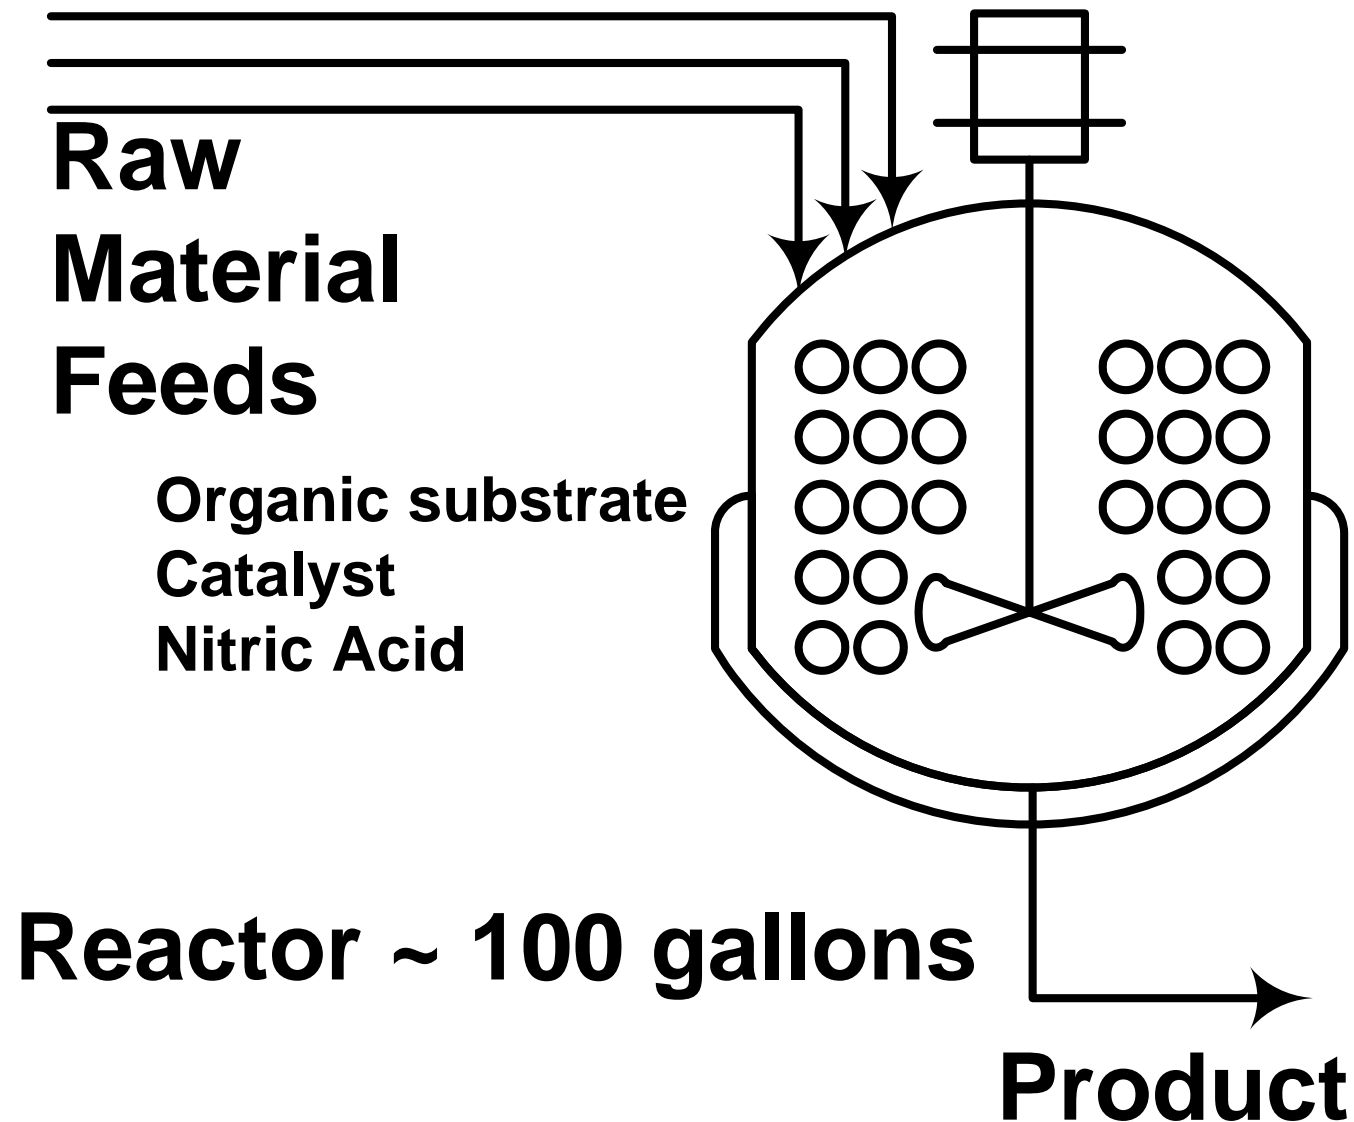 Raw
Material
Feeds
Organic substrate
Catalyst
Nitric Acid
Reactor ~ 100 gallons
Product